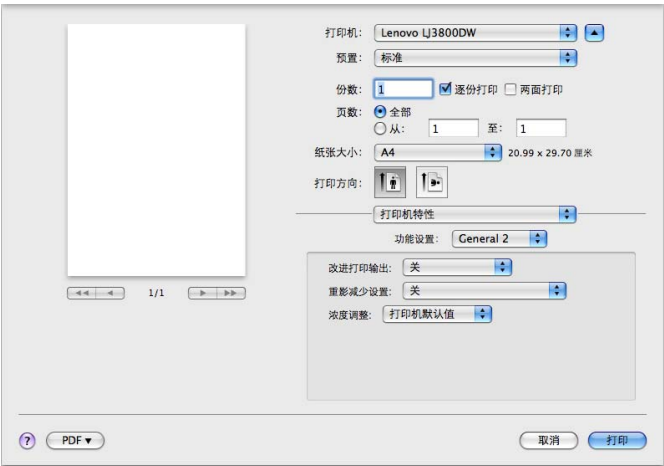 打印机: Lenovo LJ3800DW
预置: 标准
份数: 1 逐份打印 两面打印
页数: 全部
从: 1 至: 1
纸张大小: A4 20.99 x 29.70 厘米
打印方向:
打印机特性
功能设置: General 2
改进打印输出: 关
重影减少设置: 关
浓度调整: 打印机默认值
1/1
? PDF 取消 打印